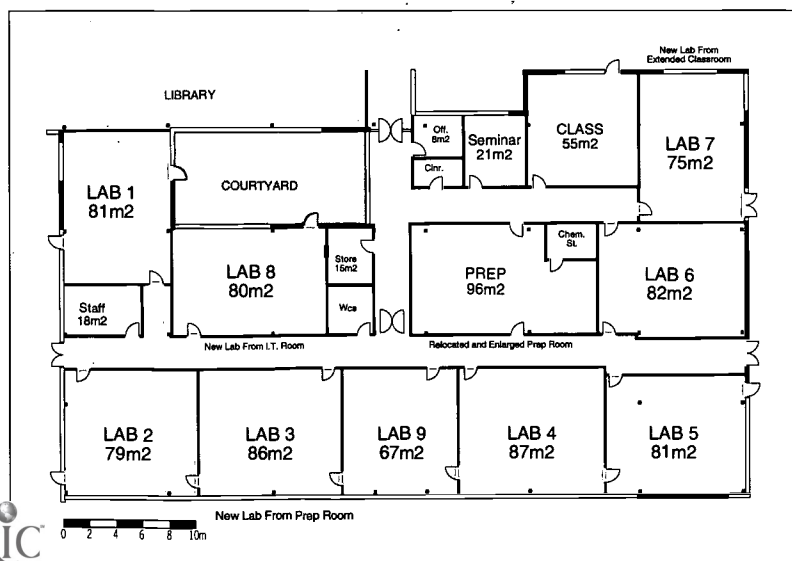 New Lab From
Extended Classroom
LIBRARY
Off.
8m2
Seminar
21m2
CLASS
55m2
LAB 7
75m2
Clnr.
LAB 1
81m2
COURTYARD
Chem.
St.
Store
15m2
LAB 8
80m2
PREP
96m2
LAB 6
82m2
Staff
18m2
Wcs
New Lab From I.T. Room
Relocated and Enlarged Prep Room
LAB 2
79m2
LAB 3
86m2
LAB 9
67m2
LAB 4
87m2
LAB 5
81m2
New Lab From Prep Room
0 2 4 6 8 10m
IC